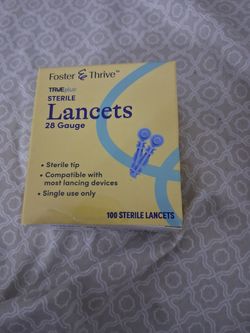 Foster & Thrive™
TRUEplus
STERILE
Lancets
28 Gauge
• Sterile tip
• Compatible with
most lancing devices
• Single use only
100 STERILE LANCETS